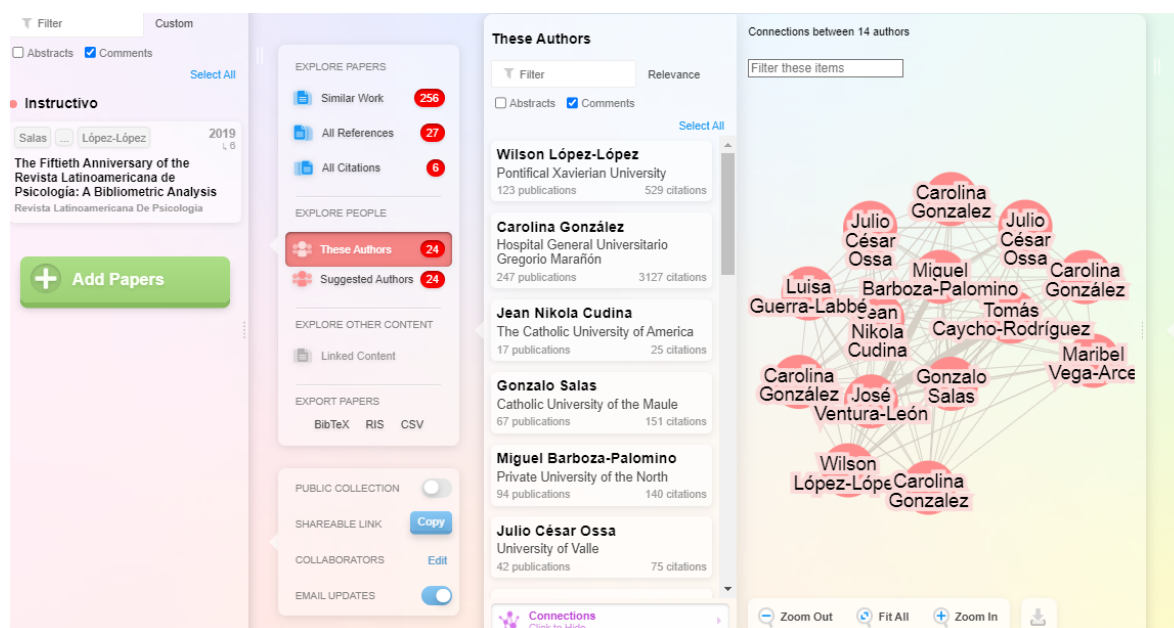 Filter
Custom
Abstracts Comments
Select All
Instructivo
Salas ... López-López 2019
6
The Fiftieth Anniversary of the
Revista Latinoamericana de
Psicología: A Bibliometric Analysis
Revista Latinoamericana De Psicologia
Add Papers
EXPLORE PAPERS
Similar Work 256
All References 27
All Citations 6
EXPLORE PEOPLE
These Authors 24
Suggested Authors 24
EXPLORE OTHER CONTENT
Linked Content
EXPORT PAPERS
BibTeX RIS CSV
PUBLIC COLLECTION
SHAREABLE LINK Copy
COLLABORATORS Edit
EMAIL UPDATES
These Authors
Filter
Relevance
Abstracts Comments
Select All
Wilson López-López
Pontifical Xavierian University
123 publications 529 citations
Carolina González
Hospital General Universitario
Gregorio Marañón
247 publications 3127 citations
Jean Nikola Cudina
The Catholic University of America
17 publications 25 citations
Gonzalo Salas
Catholic University of the Maule
67 publications 151 citations
Miguel Barboza-Palomino
Private University of the North
94 publications 140 citations
Julio César Ossa
University of Valle
42 publications 75 citations
Connections
Click to Hide
Connections between 14 authors
Filter these items
Carolina
Gonzalez
Julio
César
Ossa
Julio
César
Ossa
Miguel
Barboza-Palomino
Carolina
González
Luisa
Guerra-Labbé
Jean
Nikola
Cudina
Tomás
Caycho-Rodríguez
Maribel
Vega-Arce
Carolina
González
José
Ventura-León
Gonzalo
Salas
Wilson
López-Lópe
Carolina
Gonzalez
Zoom Out Fit All Zoom In